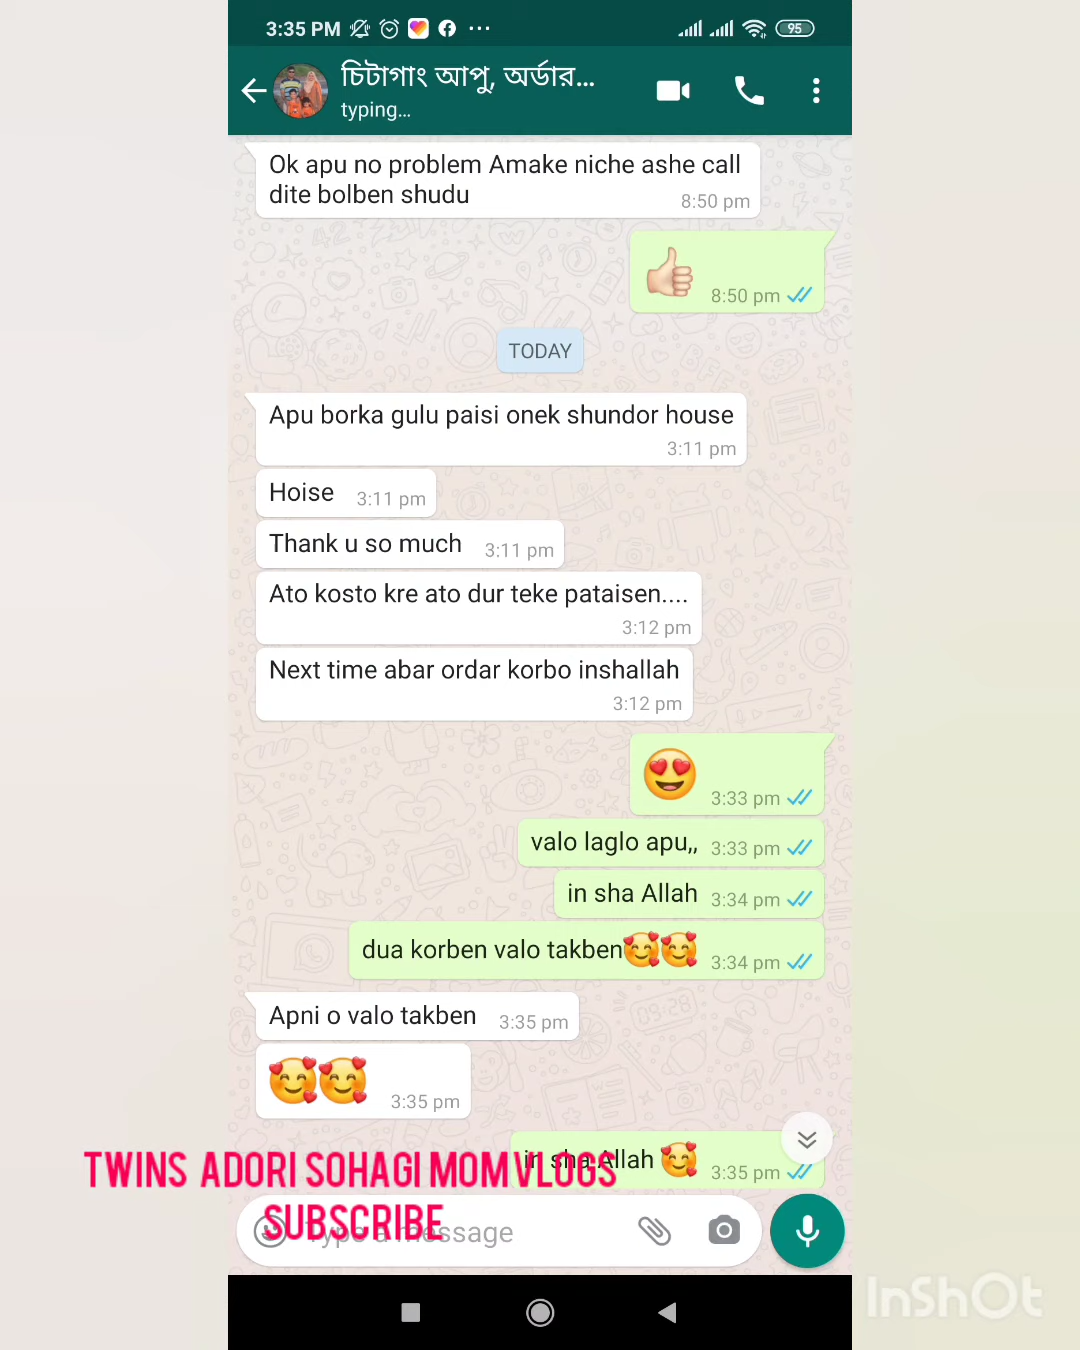 3:35 PM
95
চিটাগাং আপু, অর্ডার...
typing...
Ok apu no problem Amake niche ashe call
dite bolben shudu
8:50 pm
8:50 pm
TODAY
Apu borka gulu paisi onek shundor house
3:11 pm
Hoise 3:11 pm
Thank u so much 3:11 pm
Ato kosto kre ato dur teke pataisen....
3:12 pm
Next time abar ordar korbo inshallah
3:12 pm
😍 3:33 pm
valo laglo apu,, 3:33 pm
in sha Allah 3:34 pm
dua korben valo takben🥰🥰 3:34 pm
Apni o valo takben 3:35 pm
🥰🥰 3:35 pm
in sha Allah 🥰 3:35 pm
TWINS ADORI SOHAGI MOM VLOGS
SUBSCRIBE
Type a message
InShOt